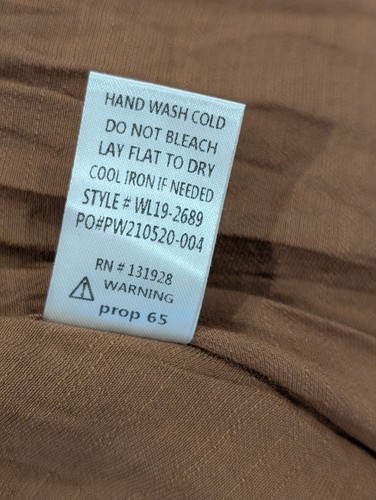 HAND WASH COLD
DO NOT BLEACH
LAY FLAT TO DRY
COOL IRON IF NEEDED
STYLE # WL19-2689
PO#PW210520-004
RN # 131928
WARNING
prop 65